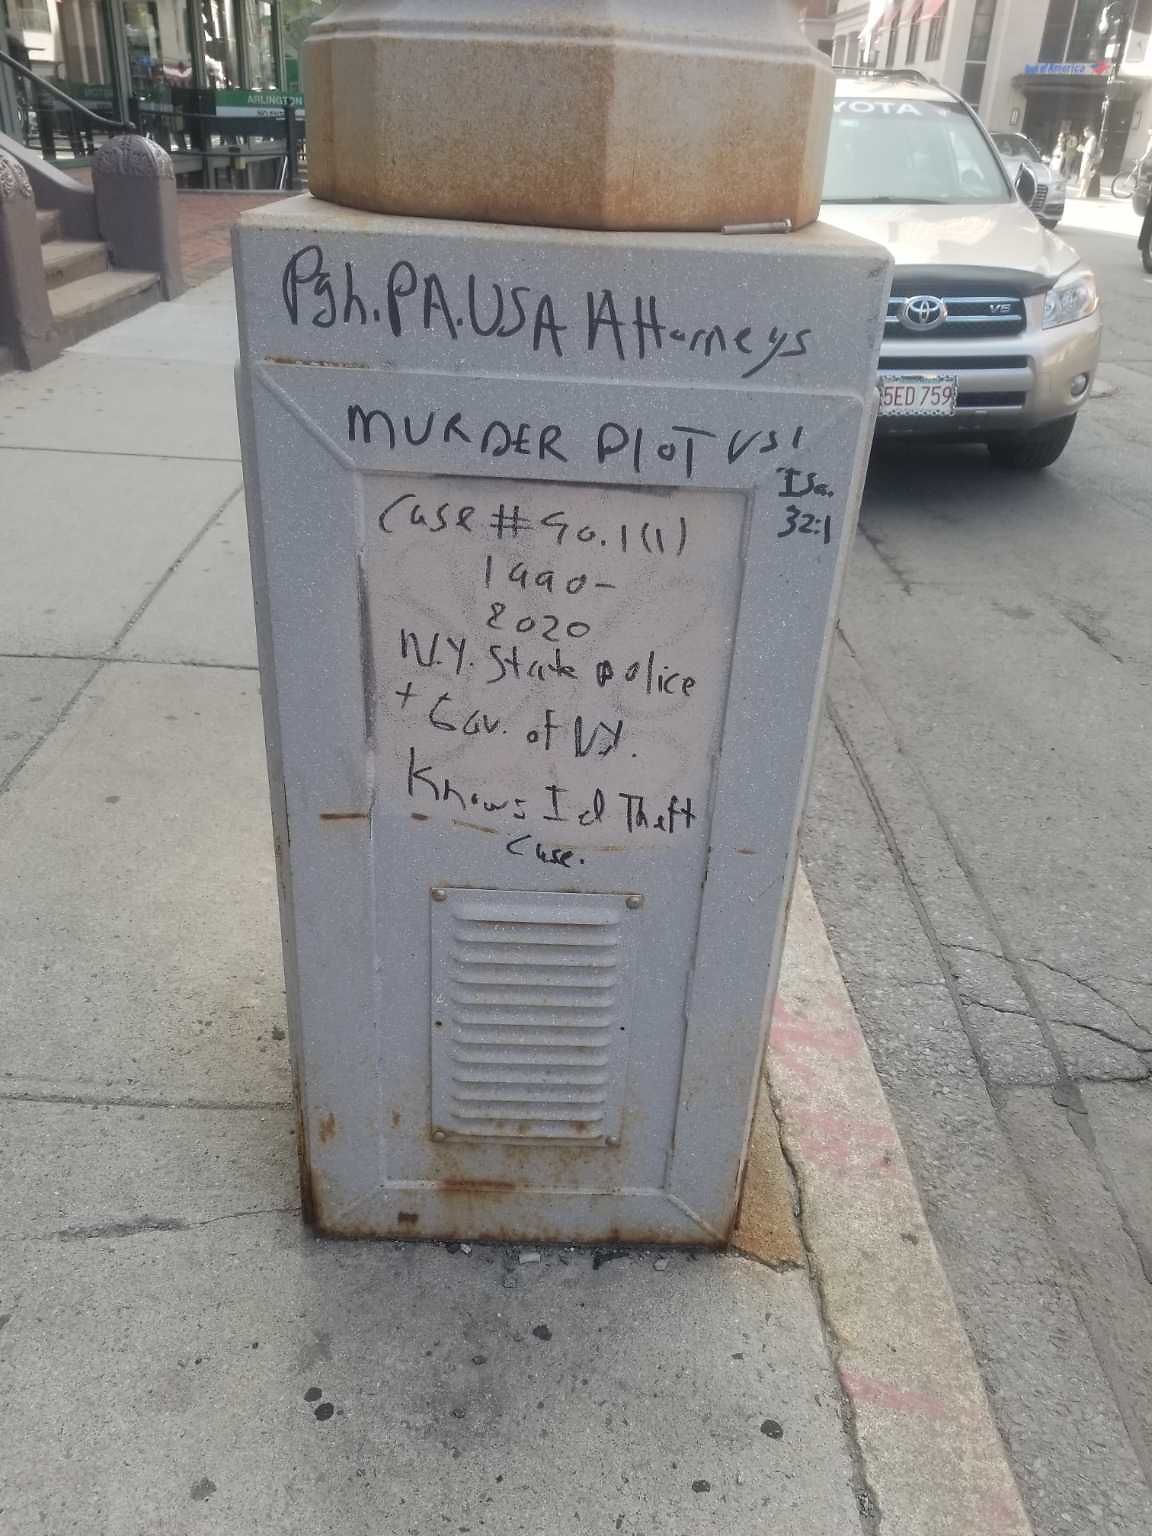 ARLINGTON
YOTA
Bank of America
V6
5ED 759
Pgh. PA. USA Attorneys
MURDER PLOT VS!
Isa.
32:1
Case # 90.1(1)
1990-
2020
N.Y. State police
+ Gov. of NY.
Knows Id Theft
Case.